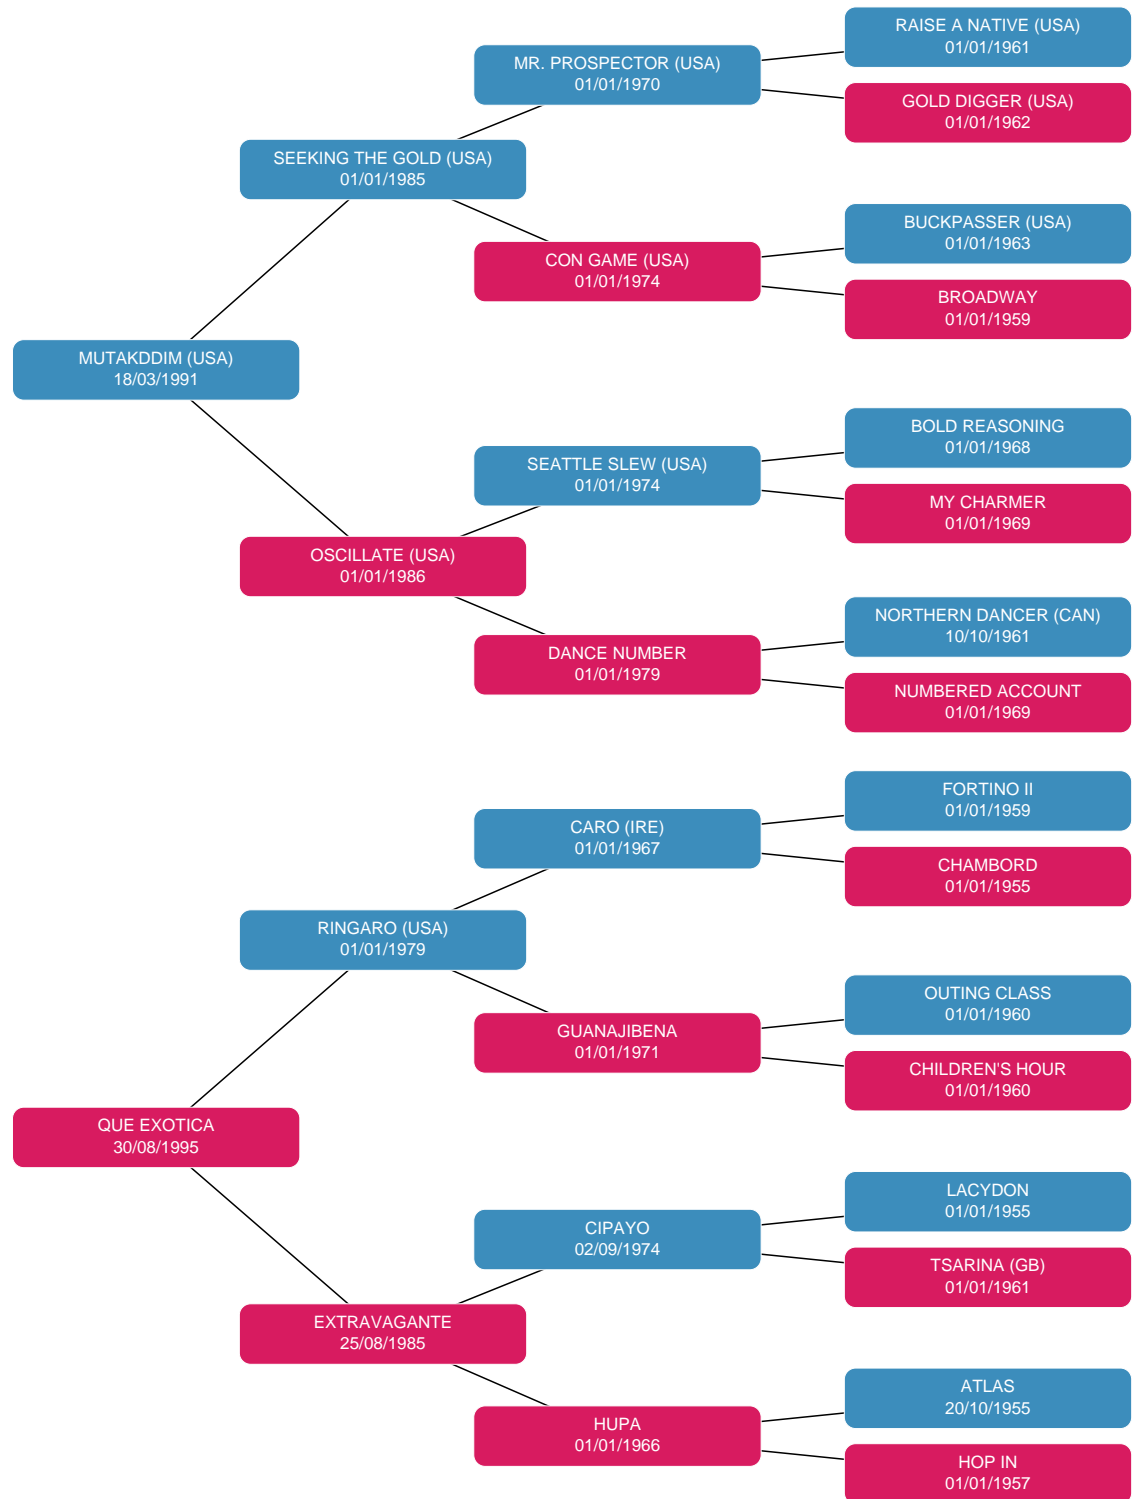 RAISE A NATIVE (USA)
01/01/1961
MR. PROSPECTOR (USA)
01/01/1970
GOLD DIGGER (USA)
01/01/1962
SEEKING THE GOLD (USA)
01/01/1985
BUCKPASSER (USA)
01/01/1963
CON GAME (USA)
01/01/1974
BROADWAY
01/01/1959
MUTAKDDIM (USA)
18/03/1991
BOLD REASONING
01/01/1968
SEATTLE SLEW (USA)
01/01/1974
MY CHARMER
01/01/1969
OSCILLATE (USA)
01/01/1986
NORTHERN DANCER (CAN)
10/10/1961
DANCE NUMBER
01/01/1979
NUMBERED ACCOUNT
01/01/1969
FORTINO II
01/01/1959
CARO (IRE)
01/01/1967
CHAMBORD
01/01/1955
RINGARO (USA)
01/01/1979
OUTING CLASS
01/01/1960
GUANAJIBENA
01/01/1971
CHILDREN'S HOUR
01/01/1960
QUE EXOTICA
30/08/1995
LACYDON
01/01/1955
CIPAYO
02/09/1974
TSARINA (GB)
01/01/1961
EXTRAVAGANTE
25/08/1985
ATLAS
20/10/1955
HUPA
01/01/1966
HOP IN
01/01/1957